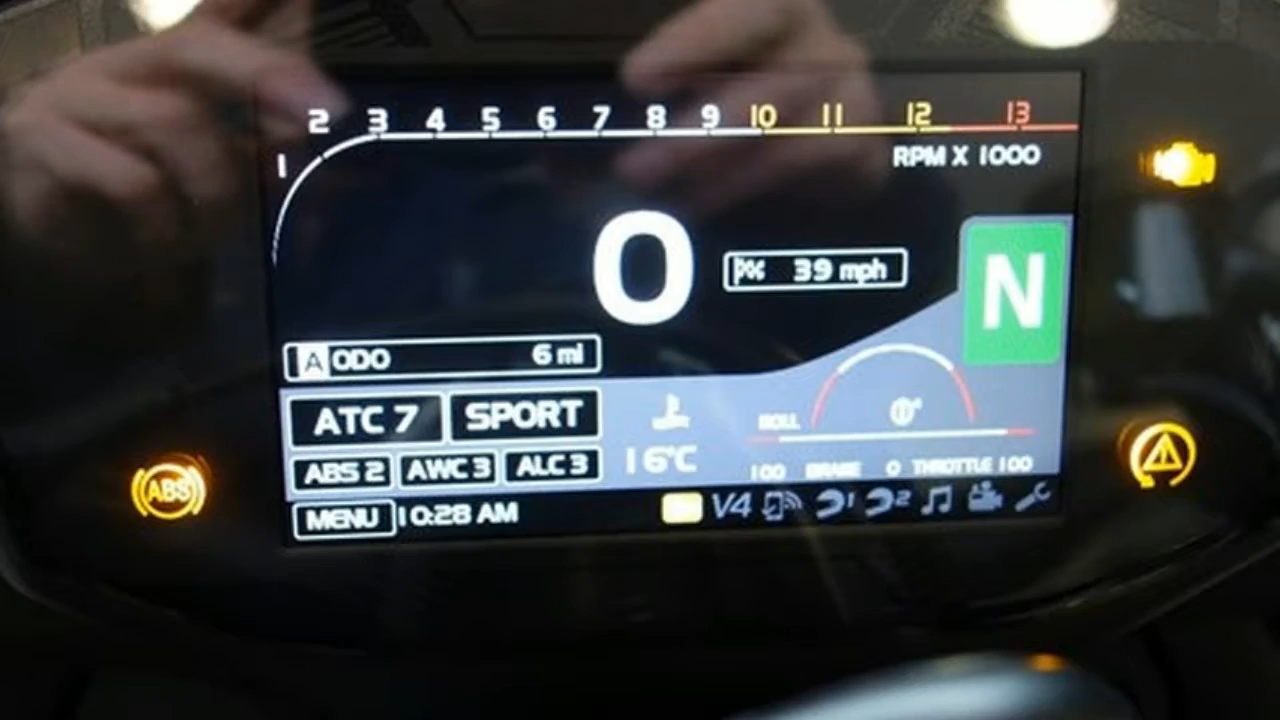 2 3 4 5 6 7 8 9 10 11 12 13
1
RPM X 1000
0
39 mph
N
A ODO 6 mi
ATC 7 SPORT
ROLL 0°
16°C
ABS 2 AWC 3 ALC 3
100 BRAKE 0 THROTTLE 100
ABS
MENU 10:28 AM
V4 1 2